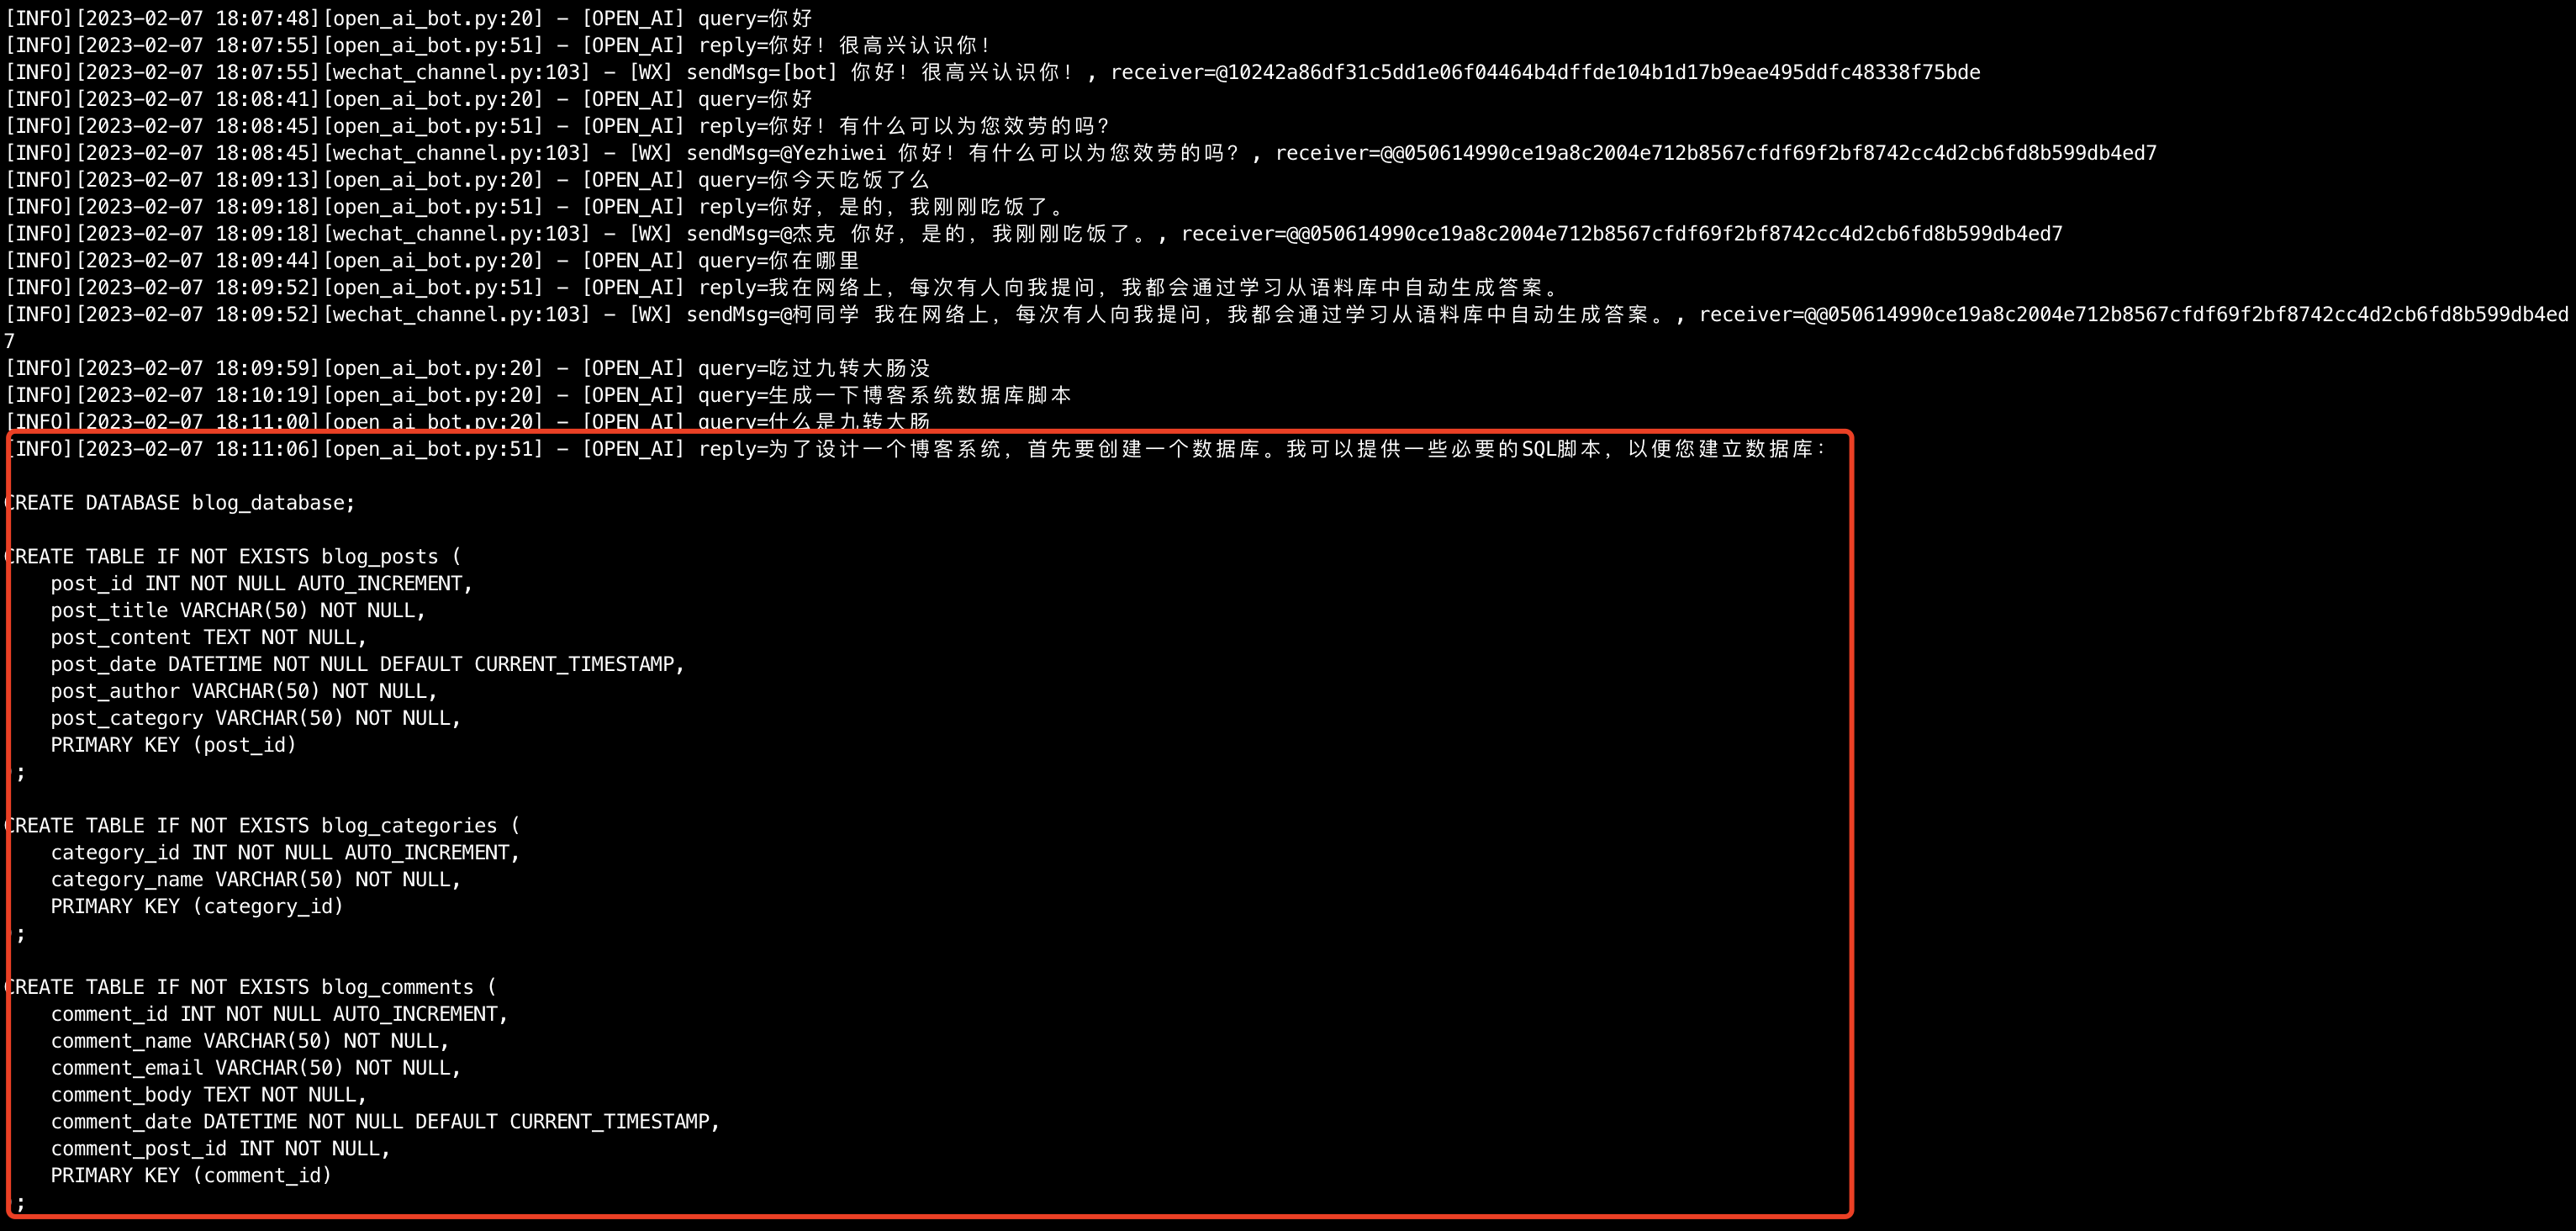 [INFO][2023-02-07 18:07:48][open_ai_bot.py:20] - [OPEN_AI] query=你好
[INFO][2023-02-07 18:07:55][open_ai_bot.py:51] - [OPEN_AI] reply=你好！很高兴认识你！
[INFO][2023-02-07 18:07:55][wechat_channel.py:103] - [WX] sendMsg=[bot] 你好！很高兴认识你！, receiver=@10242a86df31c5dd1e06f04464b4dffde104b1d17b9eae495ddfc48338f75bde
[INFO][2023-02-07 18:08:41][open_ai_bot.py:20] - [OPEN_AI] query=你好
[INFO][2023-02-07 18:08:45][open_ai_bot.py:51] - [OPEN_AI] reply=你好！有什么可以为您效劳的吗？
[INFO][2023-02-07 18:08:45][wechat_channel.py:103] - [WX] sendMsg=@Yezhiwei 你好！有什么可以为您效劳的吗？, receiver=@@050614990ce19a8c2004e712b8567cfdf69f2bf8742cc4d2cb6fd8b599db4ed7
[INFO][2023-02-07 18:09:13][open_ai_bot.py:20] - [OPEN_AI] query=你今天吃饭了么
[INFO][2023-02-07 18:09:18][open_ai_bot.py:51] - [OPEN_AI] reply=你好，是的，我刚刚吃饭了。
[INFO][2023-02-07 18:09:18][wechat_channel.py:103] - [WX] sendMsg=@杰克 你好，是的，我刚刚吃饭了。, receiver=@@050614990ce19a8c2004e712b8567cfdf69f2bf8742cc4d2cb6fd8b599db4ed7
[INFO][2023-02-07 18:09:44][open_ai_bot.py:20] - [OPEN_AI] query=你在哪里
[INFO][2023-02-07 18:09:52][open_ai_bot.py:51] - [OPEN_AI] reply=我在网络上，每次有人向我提问，我都会通过学习从语料库中自动生成答案。
[INFO][2023-02-07 18:09:52][wechat_channel.py:103] - [WX] sendMsg=@柯同学 我在网络上，每次有人向我提问，我都会通过学习从语料库中自动生成答案。, receiver=@@050614990ce19a8c2004e712b8567cfdf69f2bf8742cc4d2cb6fd8b599db4ed
7
[INFO][2023-02-07 18:09:59][open_ai_bot.py:20] - [OPEN_AI] query=吃过九转大肠没
[INFO][2023-02-07 18:10:19][open_ai_bot.py:20] - [OPEN_AI] query=生成一下博客系统数据库脚本
[INFO][2023-02-07 18:11:00][open_ai_bot.py:20] - [OPEN_AI] query=什么是九转大肠
[INFO][2023-02-07 18:11:06][open_ai_bot.py:51] - [OPEN_AI] reply=为了设计一个博客系统，首先要创建一个数据库。我可以提供一些必要的SQL脚本，以便您建立数据库：
CREATE DATABASE blog_database;
CREATE TABLE IF NOT EXISTS blog_posts (
post_id INT NOT NULL AUTO_INCREMENT,
post_title VARCHAR(50) NOT NULL,
post_content TEXT NOT NULL,
post_date DATETIME NOT NULL DEFAULT CURRENT_TIMESTAMP,
post_author VARCHAR(50) NOT NULL,
post_category VARCHAR(50) NOT NULL,
PRIMARY KEY (post_id)
);
CREATE TABLE IF NOT EXISTS blog_categories (
category_id INT NOT NULL AUTO_INCREMENT,
category_name VARCHAR(50) NOT NULL,
PRIMARY KEY (category_id)
);
CREATE TABLE IF NOT EXISTS blog_comments (
comment_id INT NOT NULL AUTO_INCREMENT,
comment_name VARCHAR(50) NOT NULL,
comment_email VARCHAR(50) NOT NULL,
comment_body TEXT NOT NULL,
comment_date DATETIME NOT NULL DEFAULT CURRENT_TIMESTAMP,
comment_post_id INT NOT NULL,
PRIMARY KEY (comment_id)
);